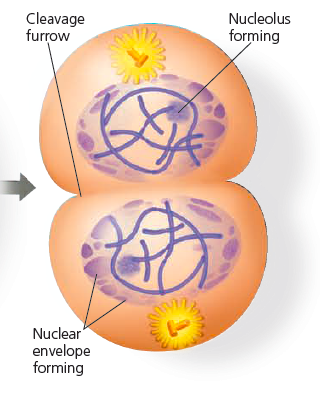 Cleavage
furrow
Nucleolus
forming
Nuclear
envelope
forming